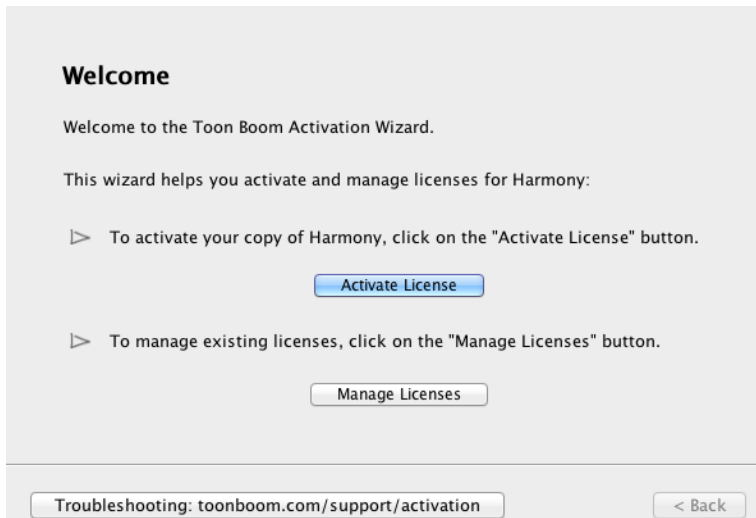 Welcome
Welcome to the Toon Boom Activation Wizard.
This wizard helps you activate and manage licenses for Harmony:
To activate your copy of Harmony, click on the "Activate License" button.
Activate License
To manage existing licenses, click on the "Manage Licenses" button.
Manage Licenses
Troubleshooting: toonboom.com/support/activation
< Back